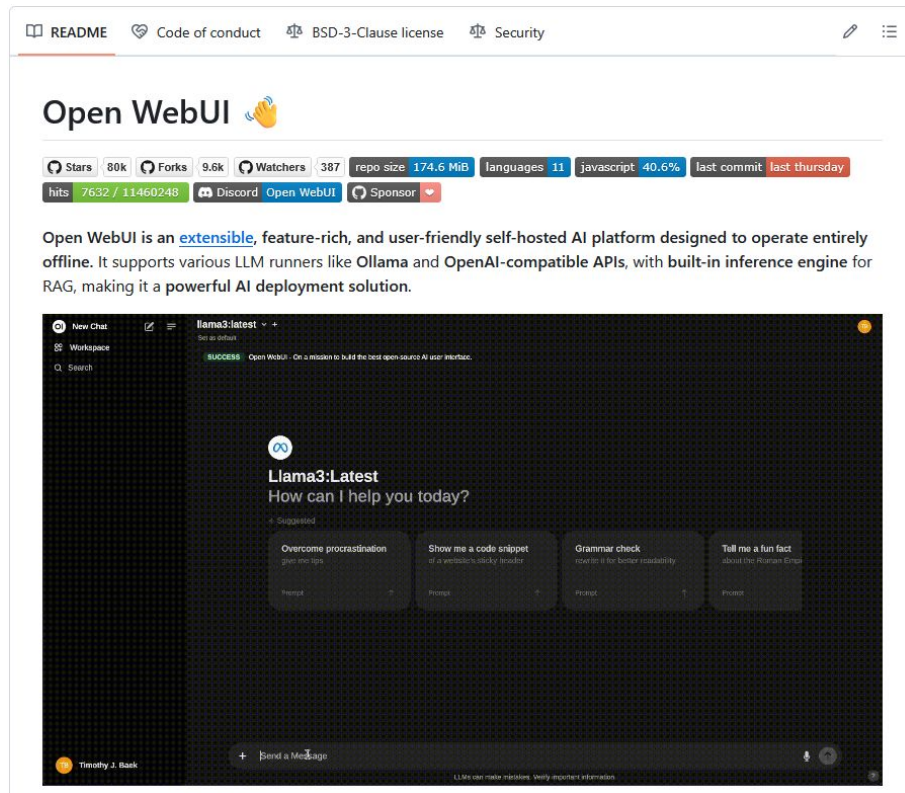 README Code of conduct BSD-3-Clause license Security
Open WebUI 👋
Stars 80k Forks 9.6k Watchers 387 repo size 174.6 MiB languages 11 javascript 40.6% last commit last thursday
hits 7632 / 11460248 Discord Open WebUI Sponsor ❤
Open WebUI is an extensible, feature-rich, and user-friendly self-hosted AI platform designed to operate entirely
offline. It supports various LLM runners like Ollama and OpenAI-compatible APIs, with built-in inference engine for
RAG, making it a powerful AI deployment solution.
OI New Chat
llama3:latest
Set as default
Workspace
SUCCESS Open WebUI - On a mission to build the best open-source AI user interface.
Search
Llama3:Latest
How can I help you today?
Suggested
Overcome procrastination Show me a code snippet Grammar check Tell me a fun fact
give me tips of a website's sticky header rewrite it for better readability about the Roman Empi
Prompt Prompt Prompt Prompt
Send a Message
Timothy J. Baek
LLMs can make mistakes. Verify important information.